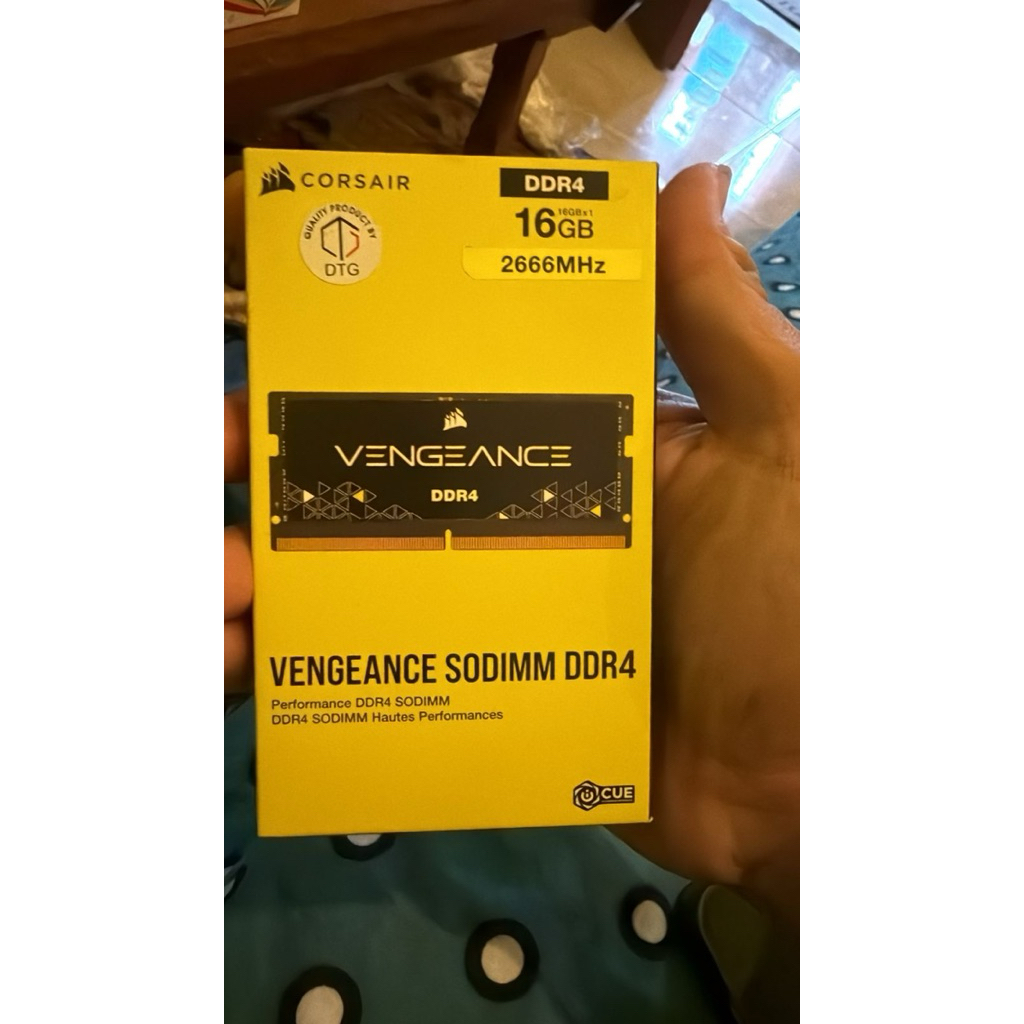 CORSAIR
DDR4
16GBx1
16GB
2666MHz
QUALITY PRODUCT BY
DTG
VENGEANCE
DDR4
VENGEANCE SODIMM DDR4
Performance DDR4 SODIMM
DDR4 SODIMM Hautes Performances
iCUE